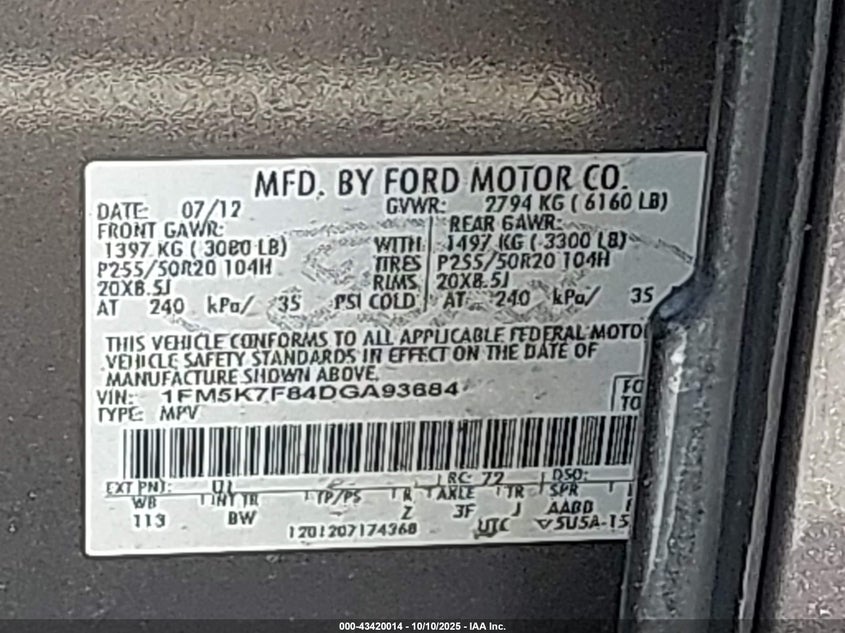 MFD. BY FORD MOTOR CO.
DATE: 07/12 GVWR: 2794 KG ( 6160 LB)
FRONT GAWR: REAR GAWR:
1397 KG ( 3080 LB) WITH 1497 KG ( 3300 LB)
P255/50R20 104H TIRES P255/50R20 104H
20X8.5J RIMS 20X8.5J
AT 240 kPa/ 35 PSI COLD AT 240 kPa/ 35
THIS VEHICLE CONFORMS TO ALL APPLICABLE FEDERAL MOTO
VEHICLE SAFETY STANDARDS IN EFFECT ON THE DATE OF
MANUFACTURE SHOWN ABOVE.
VIN: 1FM5K7F84DGA93684
TYPE: MPV
FO
TO
EXT PNT: UJ RC: 72 DSO:
WB INT TR TP/PS R AXLE TR SPR
113 BW Z 3F J AABB
1201207174368 UTC 5U5A-15
000-43420014 - 10/10/2025 - IAA Inc.